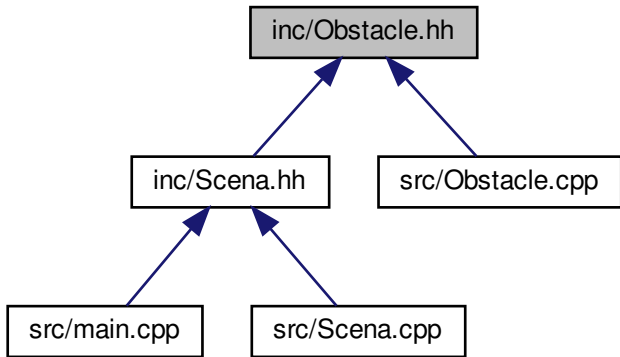 inc/Obstacle.hh
inc/Scena.hh
src/Obstacle.cpp
src/main.cpp
src/Scena.cpp